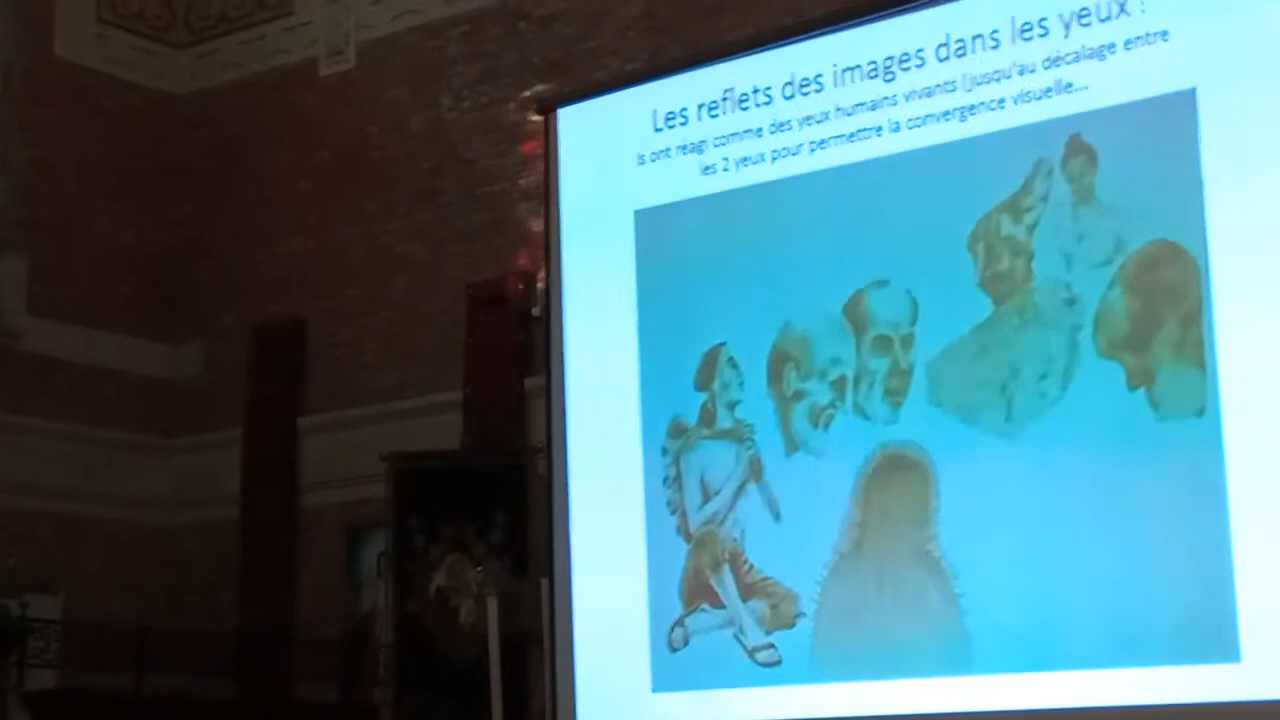 Les reflets des images dans les yeux !
ls ont réagi comme des yeux humains vivants (jusqu'au décalage entre
les 2 yeux pour permettre la convergence visuelle...